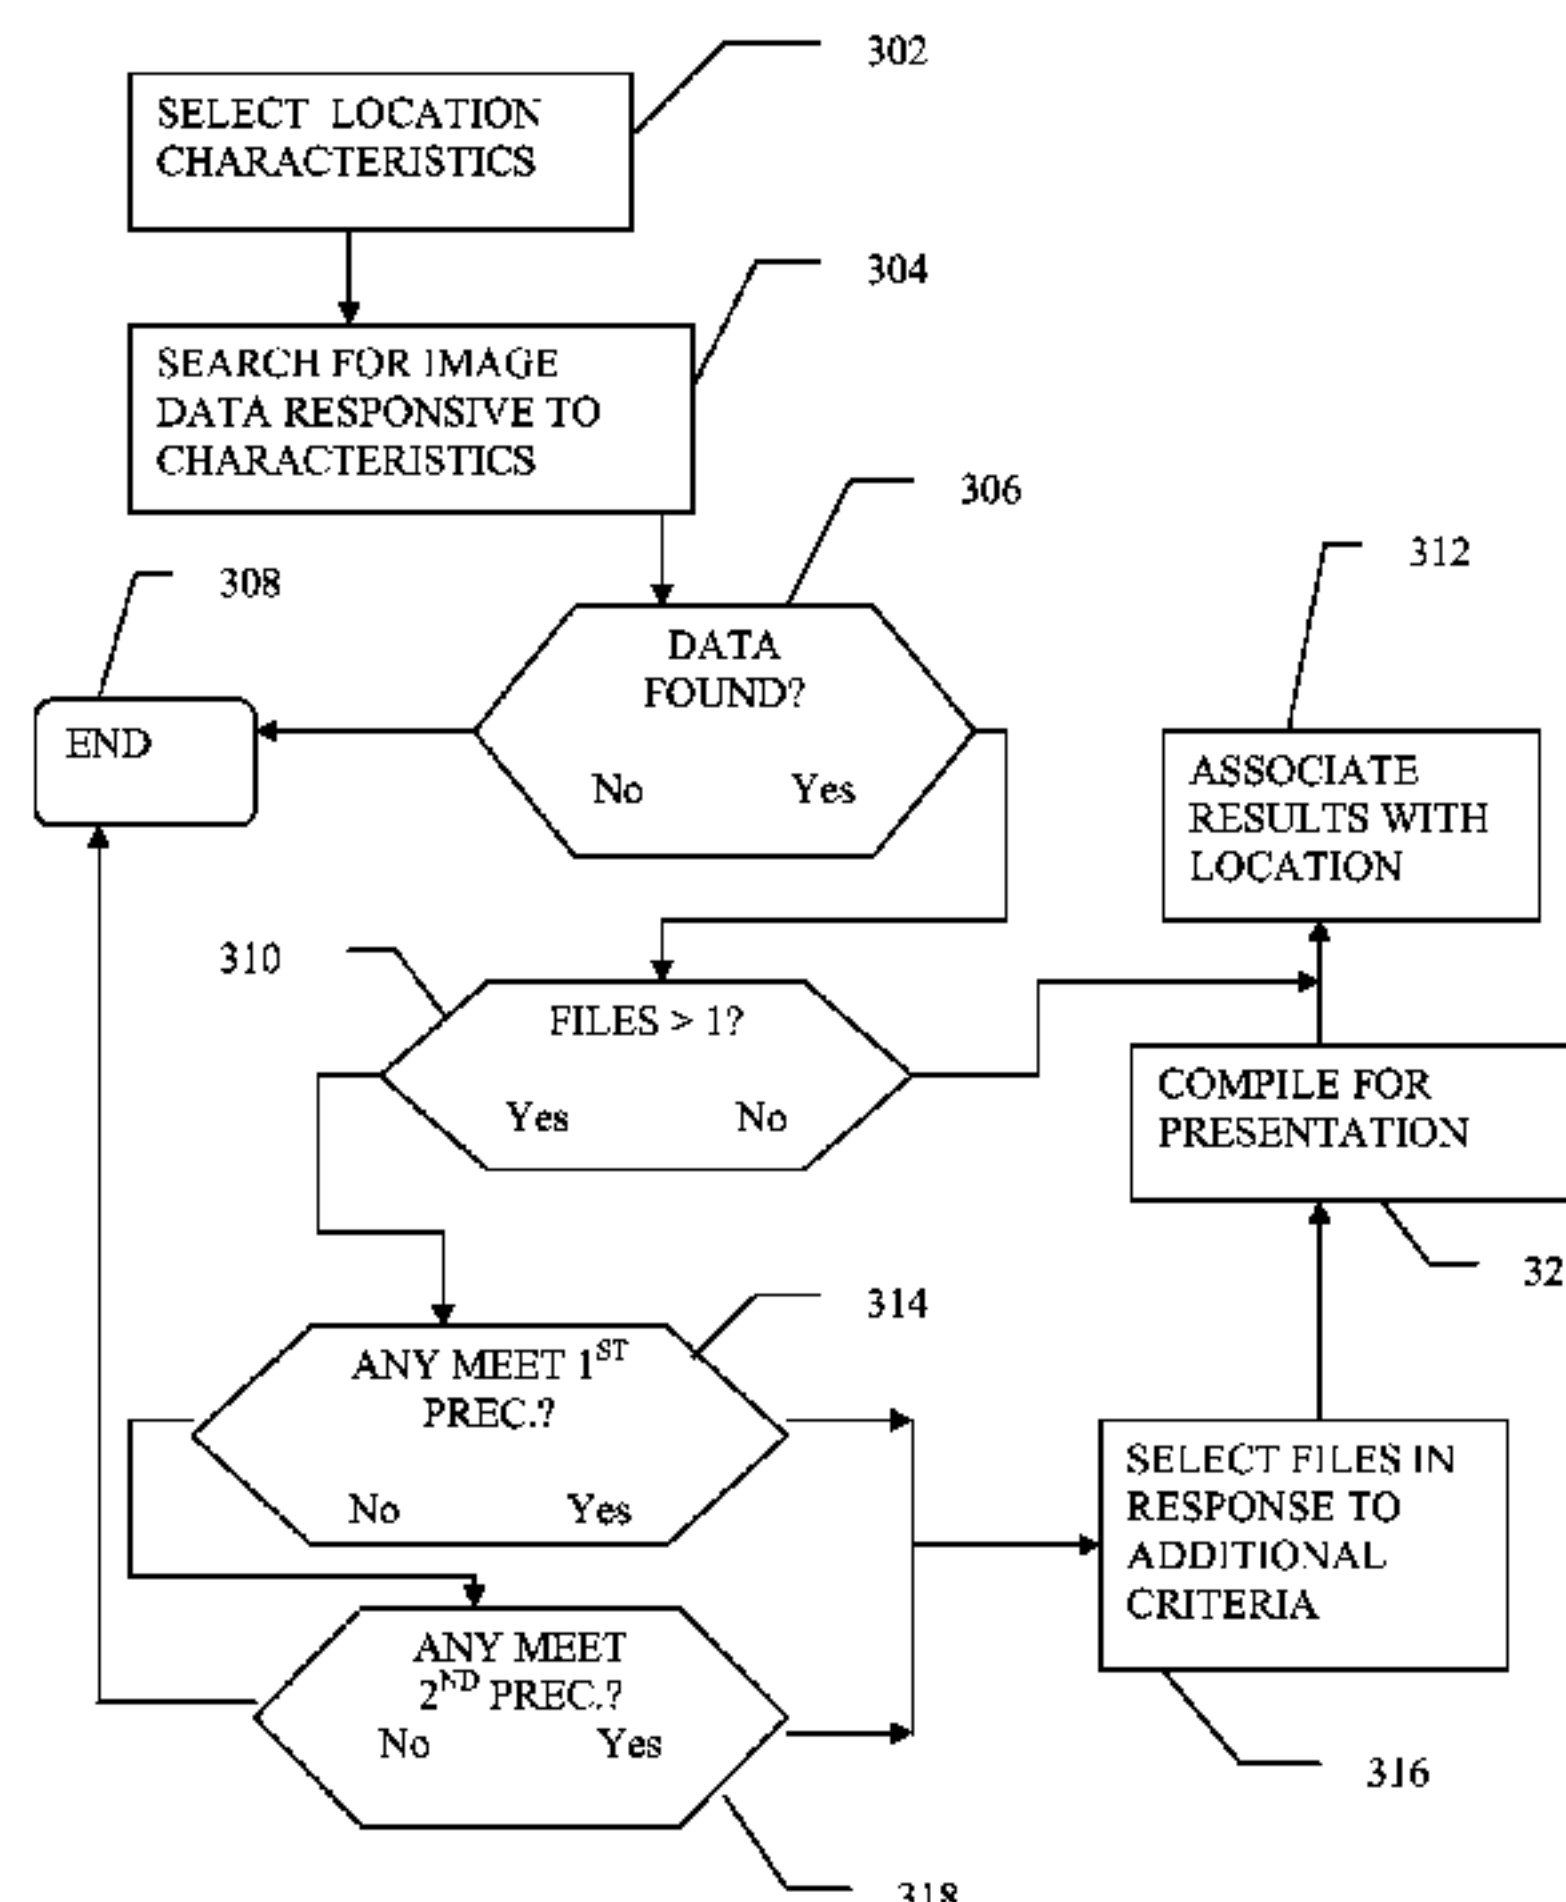 302
SELECT LOCATION
CHARACTERISTICS
304
SEARCH FOR IMAGE
DATA RESPONSIVE TO
CHARACTERISTICS
306
308
312
DATA
FOUND?
No Yes
END
ASSOCIATE
RESULTS WITH
LOCATION
310
FILES > 1?
Yes No
COMPILE FOR
PRESENTATION
32
314
ANY MEET 1ST
PREC.?
No Yes
SELECT FILES IN
RESPONSE TO
ADDITIONAL
CRITERIA
ANY MEET
2ND PREC.?
No Yes
316
318